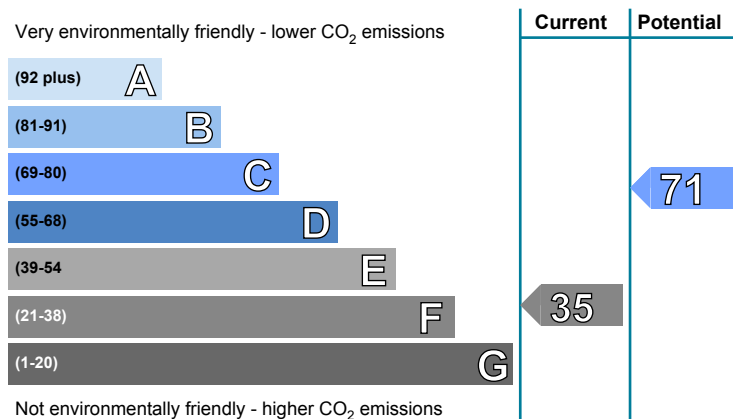 Current Potential
Very environmentally friendly - lower CO2 emissions
(92 plus) A
(81-91) B
(69-80) C
71
(55-68) D
(39-54 E
(21-38) F
35
(1-20) G
Not environmentally friendly - higher CO2 emissions